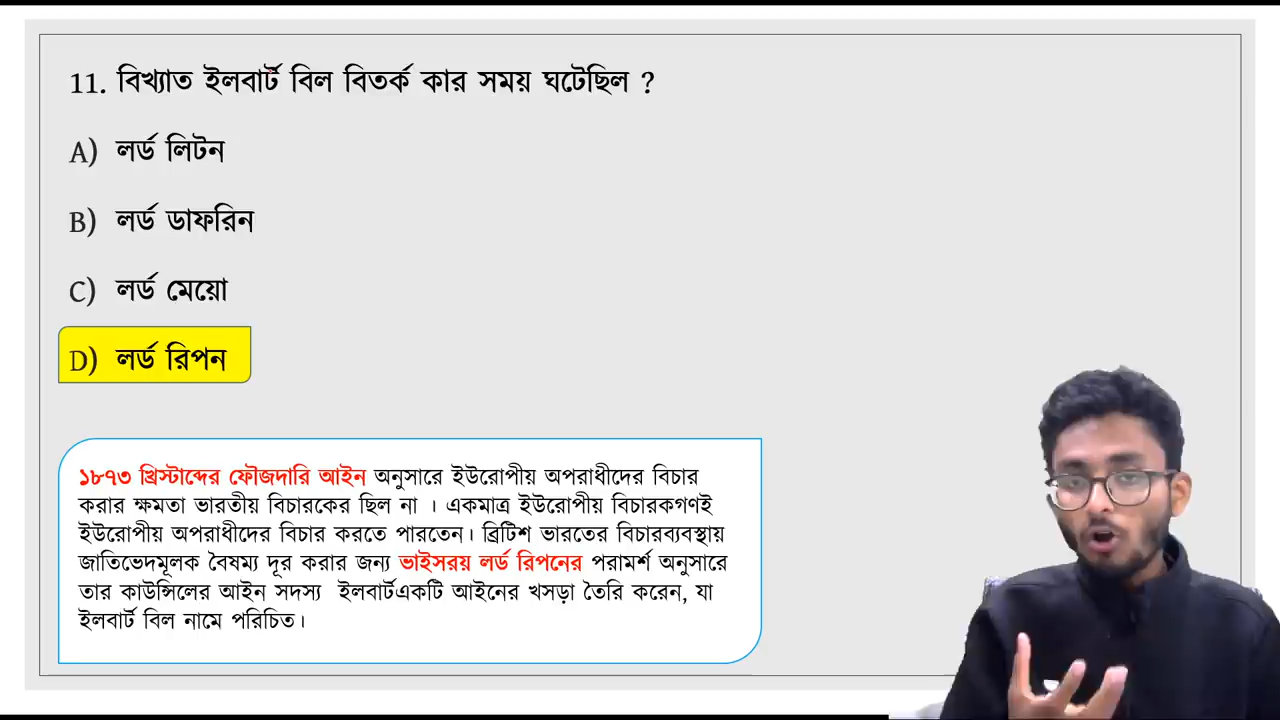 11. বিখ্যাত ইলবার্ট বিল বিতর্ক কার সময় ঘটেছিল ?
A) লর্ড লিটন
B) লর্ড ডাফরিন
C) লর্ড মেয়ো
D) লর্ড রিপন
১৮৭৩ খ্রিস্টাব্দের ফৌজদারি আইন অনুসারে ইউরোপীয় অপরাধীদের বিচার
করার ক্ষমতা ভারতীয় বিচারকের ছিল না । একমাত্র ইউরোপীয় বিচারকগণই
ইউরোপীয় অপরাধীদের বিচার করতে পারতেন। ব্রিটিশ ভারতের বিচারব্যবস্থায়
জাতিভেদমূলক বৈষম্য দূর করার জন্য ভাইসরয় লর্ড রিপনের পরামর্শ অনুসারে
তার কাউন্সিলের আইন সদস্য ইলবার্টএকটি আইনের খসড়া তৈরি করেন, যা
ইলবার্ট বিল নামে পরিচিত।